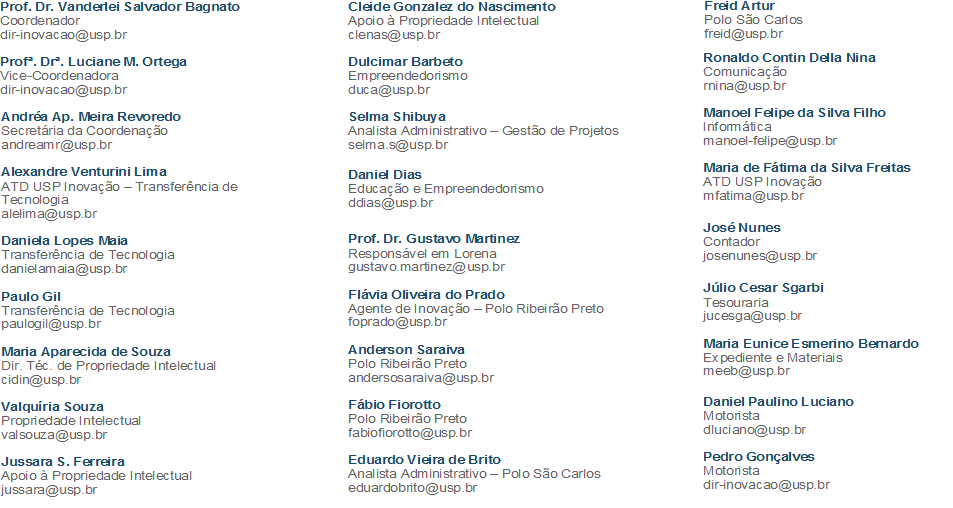 Prof. Dr. Vanderlei Salvador Bagnato
Coordenador
dir-inovacao@usp.br
Profª. Drª. Luciane M. Ortega
Vice-Coordenadora
dir-inovacao@usp.br
Andréa Ap. Meira Revoredo
Secretária da Coordenação
andreamr@usp.br
Alexandre Venturini Lima
ATD USP Inovação – Transferência de
Tecnologia
alelima@usp.br
Daniela Lopes Maia
Transferência de Tecnologia
danielamaia@usp.br
Paulo Gil
Transferência de Tecnologia
paulogil@usp.br
Maria Aparecida de Souza
Dir. Téc. de Propriedade Intelectual
cidin@usp.br
Valquíria Souza
Propriedade Intelectual
valsouza@usp.br
Jussara S. Ferreira
Apoio à Propriedade Intelectual
jussara@usp.br
Cleide Gonzalez do Nascimento
Apoio à Propriedade Intelectual
clenas@usp.br
Dulcimar Barbeto
Empreendedorismo
duca@usp.br
Selma Shibuya
Analista Administrativo – Gestão de Projetos
selma.s@usp.br
Daniel Dias
Educação e Empreendedorismo
ddias@usp.br
Prof. Dr. Gustavo Martinez
Responsável em Lorena
gustavo.martinez@usp.br
Flávia Oliveira do Prado
Agente de Inovação – Polo Ribeirão Preto
foprado@usp.br
Anderson Saraiva
Polo Ribeirão Preto
andersosaraiva@usp.br
Fábio Fiorotto
Polo Ribeirão Preto
fabiofiorotto@usp.br
Eduardo Vieira de Brito
Analista Administrativo – Polo São Carlos
eduardobrito@usp.br
Freid Artur
Polo São Carlos
freid@usp.br
Ronaldo Contin Della Nina
Comunicação
rnina@usp.br
Manoel Felipe da Silva Filho
Informática
manoel-felipe@usp.br
Maria de Fátima da Silva Freitas
ATD USP Inovação
mfatima@usp.br
José Nunes
Contador
josenunes@usp.br
Júlio Cesar Sgarbi
Tesouraria
jucesga@usp.br
Maria Eunice Esmerino Bernardo
Expediente e Materiais
meeb@usp.br
Daniel Paulino Luciano
Motorista
dluciano@usp.br
Pedro Gonçalves
Motorista
dir-inovacao@usp.br